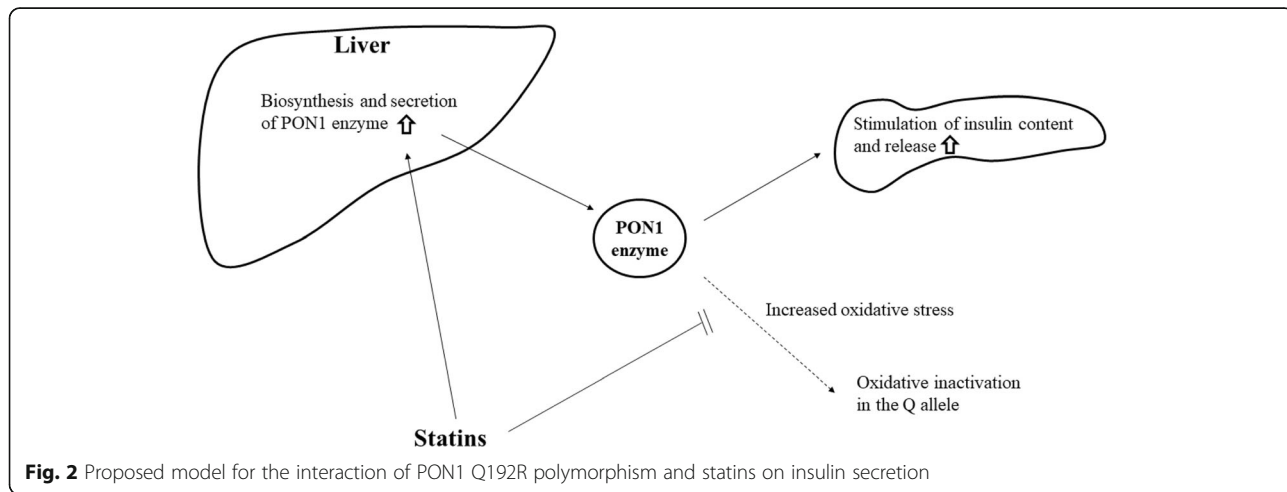 Liver
Biosynthesis and secretion
of PON1 enzyme ⇧
Stimulation of insulin content
and release ⇧
PON1
enzyme
Increased oxidative stress
Oxidative inactivation
in the Q allele
Statins
Fig. 2 Proposed model for the interaction of PON1 Q192R polymorphism and statins on insulin secretion